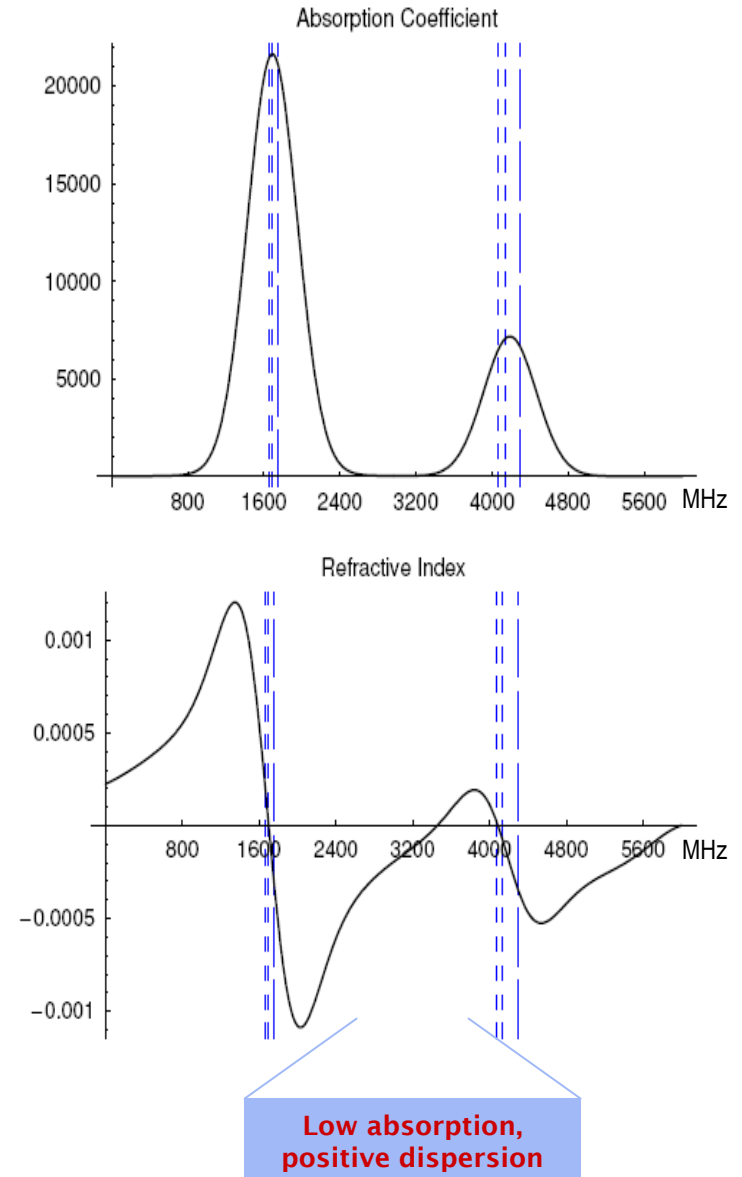 Absorption Coefficient
20000
15000
10000
5000
800 1600 2400 3200 4000 4800 5600 MHz
Refractive Index
0.001
0.0005
800 1600 2400 3200 4000 4800 5600 MHz
−0.0005
−0.001
Low absorption,
positive dispersion